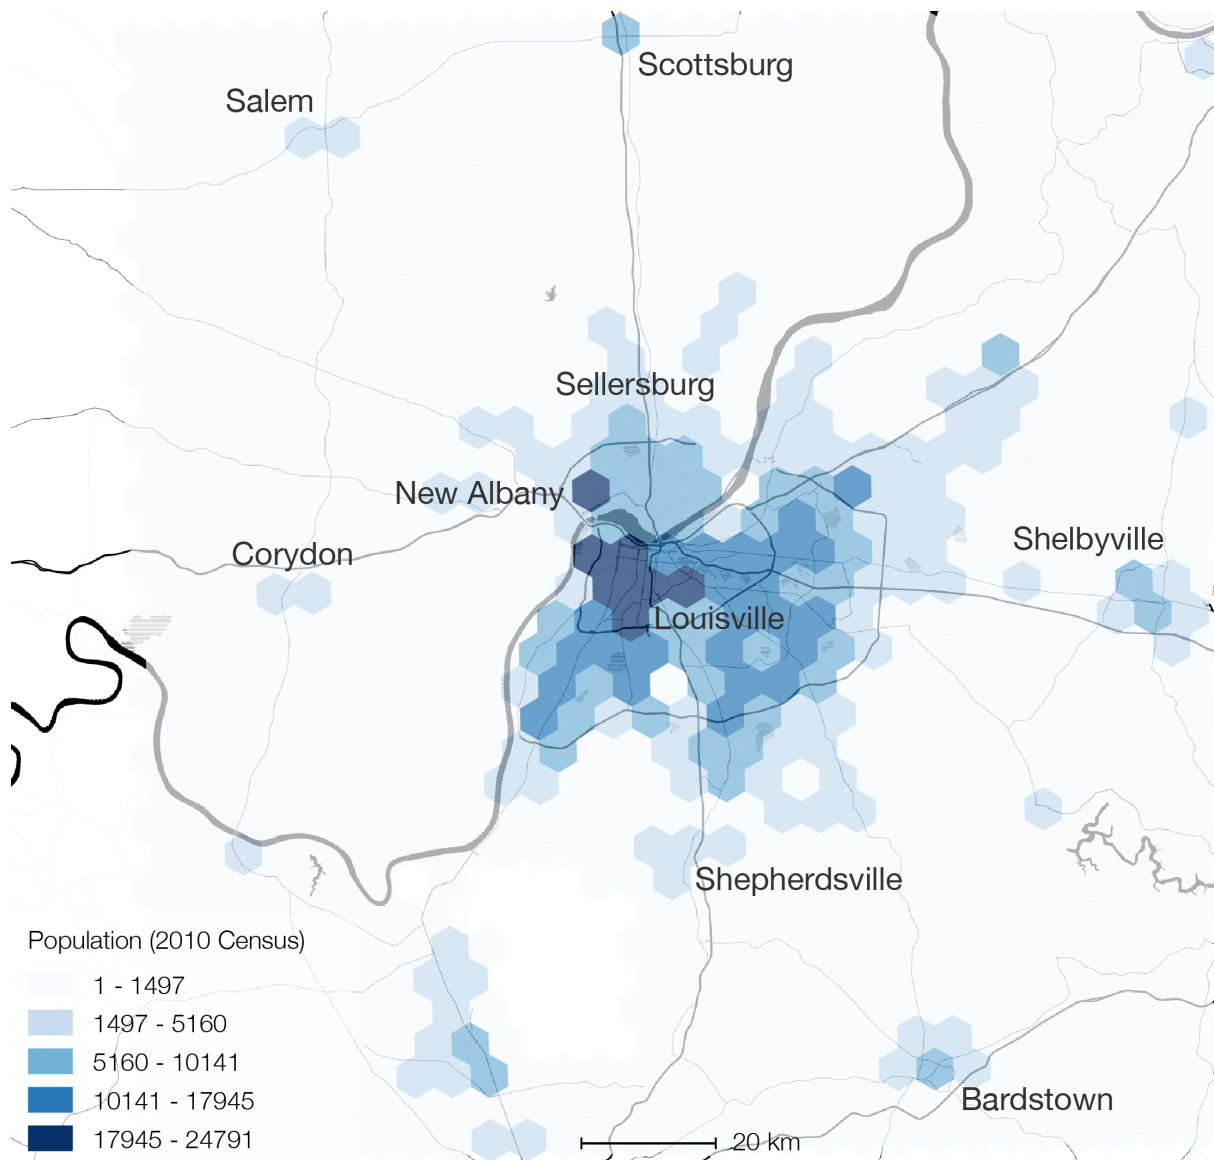 Scottsburg
Salem
Sellersburg
New Albany
Corydon
Shelbyville
Louisville
Shepherdsville
Population (2010 Census)
1 - 1497
1497 - 5160
5160 - 10141
10141 - 17945
17945 - 24791
Bardstown
20 km